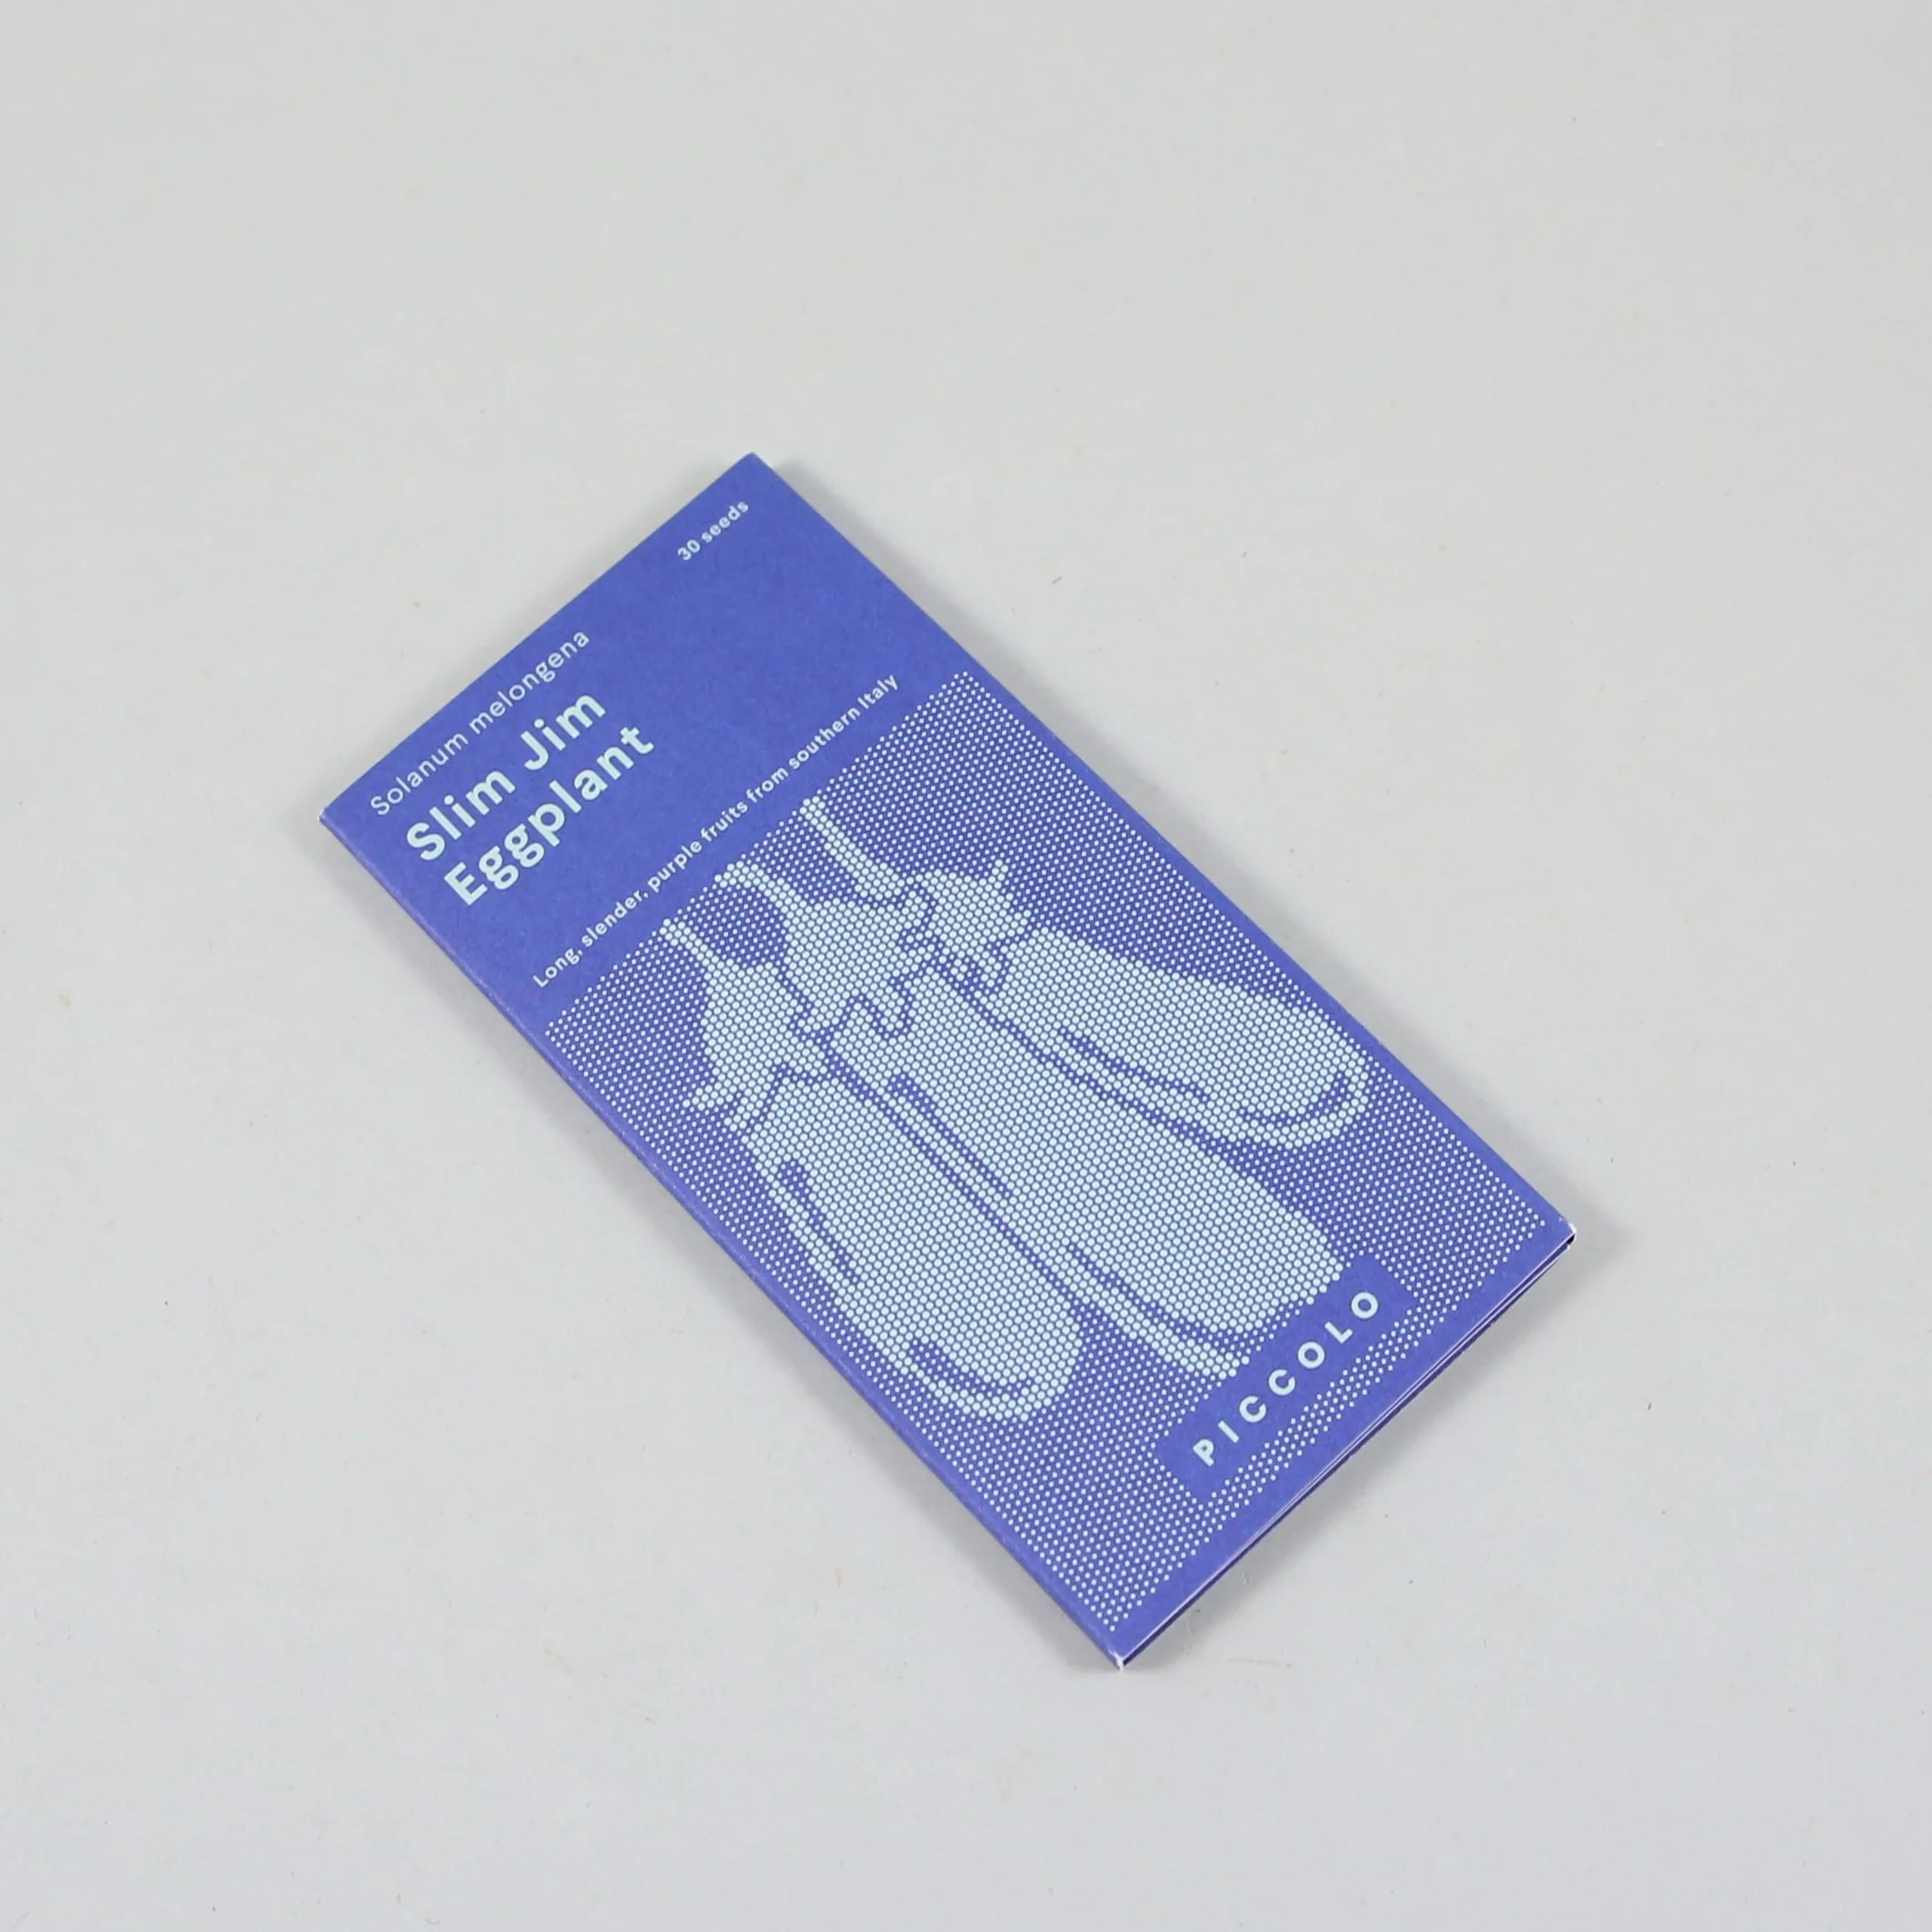 Solanum melongena
30 seeds
Slim Jim
Eggplant
Long, slender, purple fruits from southern Italy
PICCOLO